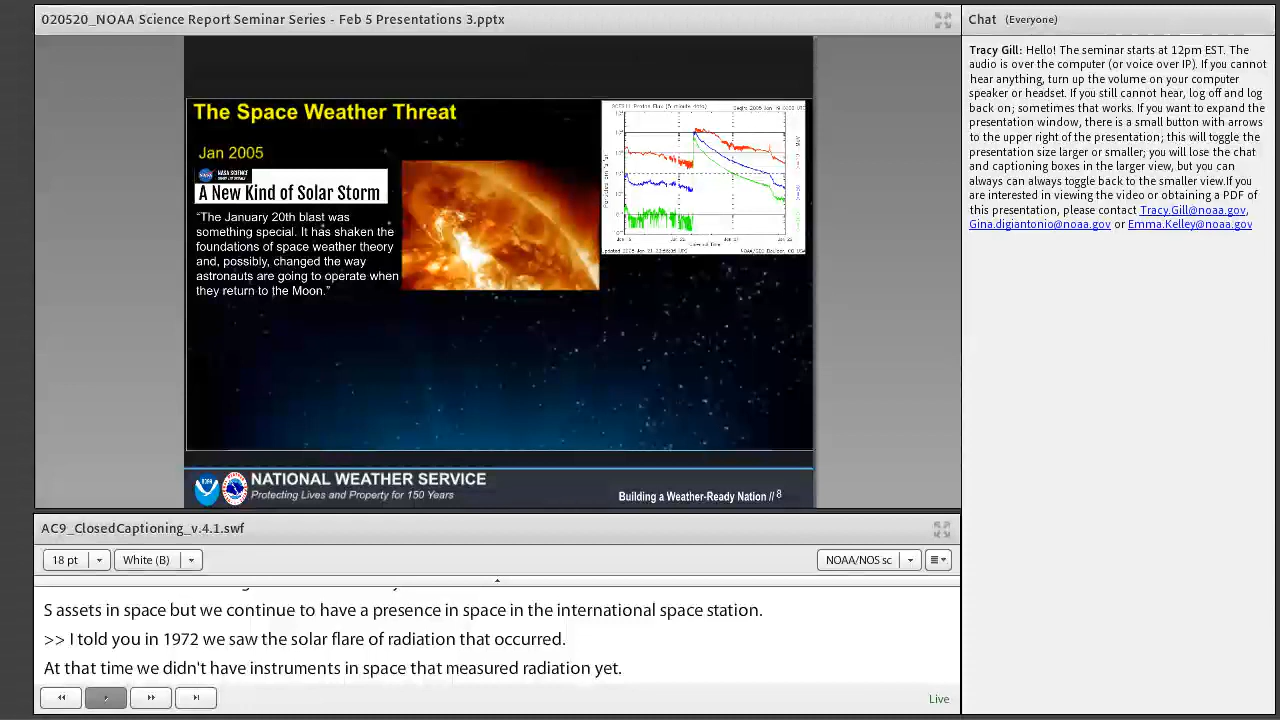 020520_NOAA Science Report Seminar Series - Feb 5 Presentations 3.pptx
The Space Weather Threat
Jan 2005
NASA SCIENCE
A New Kind of Solar Storm
“The January 20th blast was
something special. It has shaken the
foundations of space weather theory
and, possibly, changed the way
astronauts are going to operate when
they return to the Moon.”
NATIONAL WEATHER SERVICE
Protecting Lives and Property for 150 Years
Building a Weather-Ready Nation // 8
AC9_ClosedCaptioning_v.4.1.swf
18 pt
White (B)
NOAA/NOS sc
S assets in space but we continue to have a presence in space in the international space station.
>> I told you in 1972 we saw the solar flare of radiation that occurred.
At that time we didn't have instruments in space that measured radiation yet.
Live
Chat (Everyone)
Tracy Gill: Hello! The seminar starts at 12pm EST. The
audio is over the computer (or voice over IP). If you cannot
hear anything, turn up the volume on your computer
speaker or headset. If you still cannot hear, log off and log
back on; sometimes that works. If you want to expand the
presentation window, there is a small button with arrows
to the upper right of the presentation; this will toggle the
presentation size larger or smaller; you will lose the chat
and captioning boxes in the larger view, but you can
always can always toggle back to the smaller view.If you
are interested in viewing the video or obtaining a PDF of
this presentation, please contact Tracy.Gill@noaa.gov,
Gina.digiantonio@noaa.gov or Emma.Kelley@noaa.gov